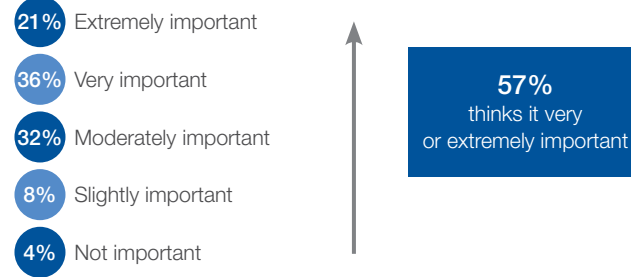 21% Extremely important
36% Very important
32% Moderately important
8% Slightly important
4% Not important
57%
thinks it very
or extremely important